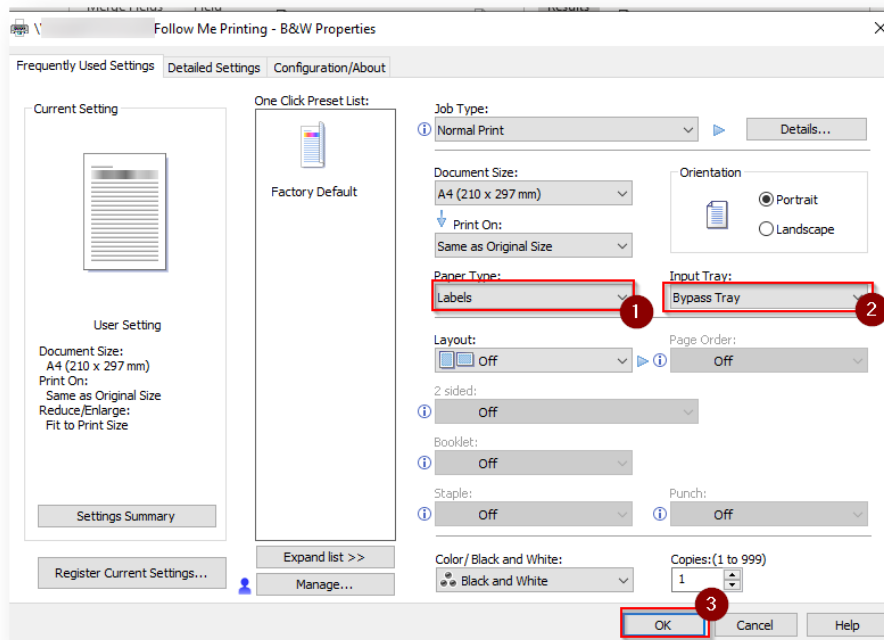 Merge Fields Field Results
\\ Follow Me Printing - B&W Properties
Frequently Used Settings Detailed Settings Configuration/About
Current Setting
User Setting
Document Size:
A4 (210 x 297 mm)
Print On:
Same as Original Size
Reduce/Enlarge:
Fit to Print Size
Settings Summary
Register Current Settings...
One Click Preset List:
Factory Default
Expand list >>
Manage...
Job Type:
Normal Print
Details...
Document Size:
A4 (210 x 297 mm)
Orientation
Portrait
Landscape
Print On:
Same as Original Size
Paper Type:
Labels
1
Input Tray:
Bypass Tray
2
Layout:
Off
Page Order:
Off
2 sided:
Off
Booklet:
Off
Staple:
Off
Punch:
Off
Color/ Black and White:
Black and White
Copies:(1 to 999)
1
3
OK Cancel Help